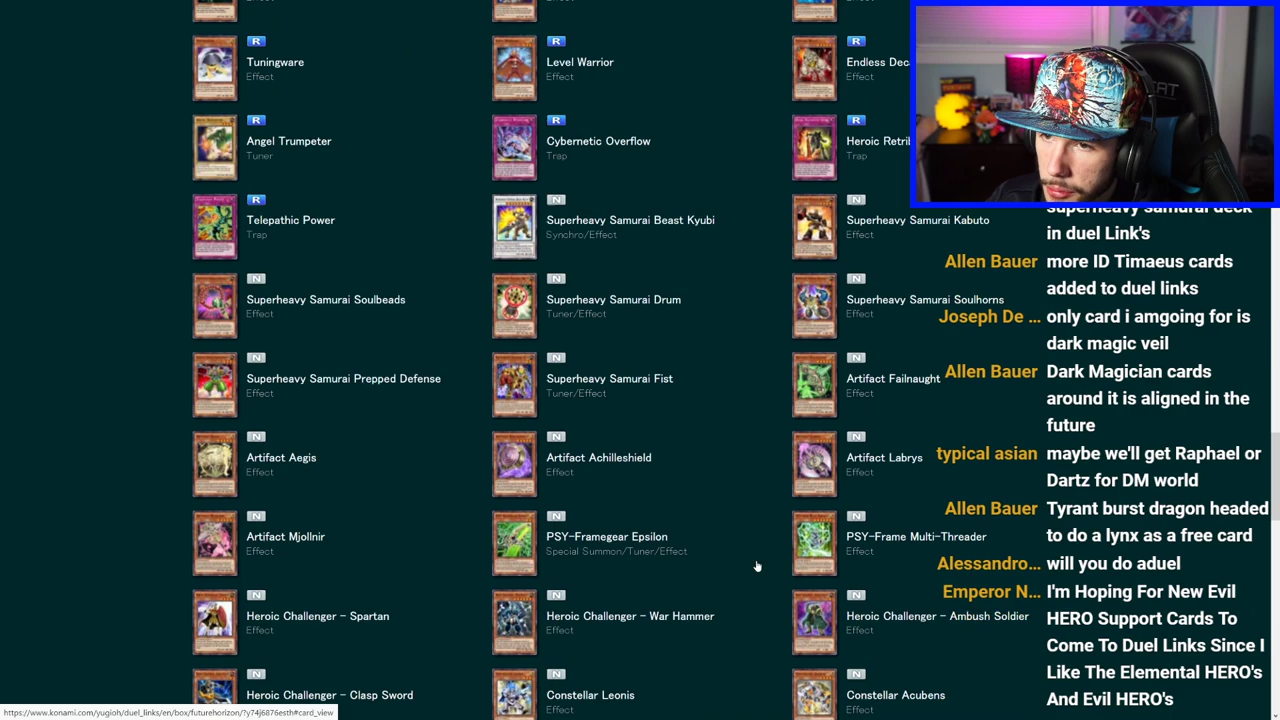 Effect
Effect
Effect
R
Tuningware
Effect
R
Level Warrior
Effect
R
Endless Dec
Effect
R
Angel Trumpeter
Tuner
R
Cybernetic Overflow
Trap
R
Heroic Retril
Trap
R
Telepathic Power
Trap
N
Superheavy Samurai Beast Kyubi
Synchro/Effect
Superheavy Samurai Kabuto
Effect
N
Superheavy Samurai Soulbeads
Effect
N
Superheavy Samurai Drum
Tuner/Effect
N
Superheavy Samurai Soulhorns
Effect
N
Superheavy Samurai Prepped Defense
Effect
N
Superheavy Samurai Fist
Tuner/Effect
N
Artifact Failnaught
Effect
N
Artifact Aegis
Effect
N
Artifact Achilleshield
Effect
N
Artifact Labrys
Effect
N
Artifact Mjollnir
Effect
N
PSY-Framegear Epsilon
Special Summon/Tuner/Effect
N
PSY-Frame Multi-Threader
Effect
N
Heroic Challenger – Spartan
Effect
N
Heroic Challenger – War Hammer
Effect
N
Heroic Challenger – Ambush Soldier
Effect
N
Heroic Challenger – Clasp Sword
N
Constellar Leonis
Effect
N
Constellar Acubens
Effect
https://www.konami.com/yugioh/duel_links/en/box/futurehorizon/?y74j6876esth#card_view
superheavy samurai deck
in duel Link's
Allen Bauer more ID Timaeus cards
added to duel links
Joseph De ... only card i amgoing for is
dark magic veil
Allen Bauer Dark Magician cards
around it is aligned in the
future
typical asian maybe we'll get Raphael or
Dartz for DM world
Allen Bauer Tyrant burst dragon headed
to do a lynx as a free card
Alessandro... will you do aduel
Emperor N... I'm Hoping For New Evil
HERO Support Cards To
Come To Duel Links Since I
Like The Elemental HERO's
And Evil HERO's